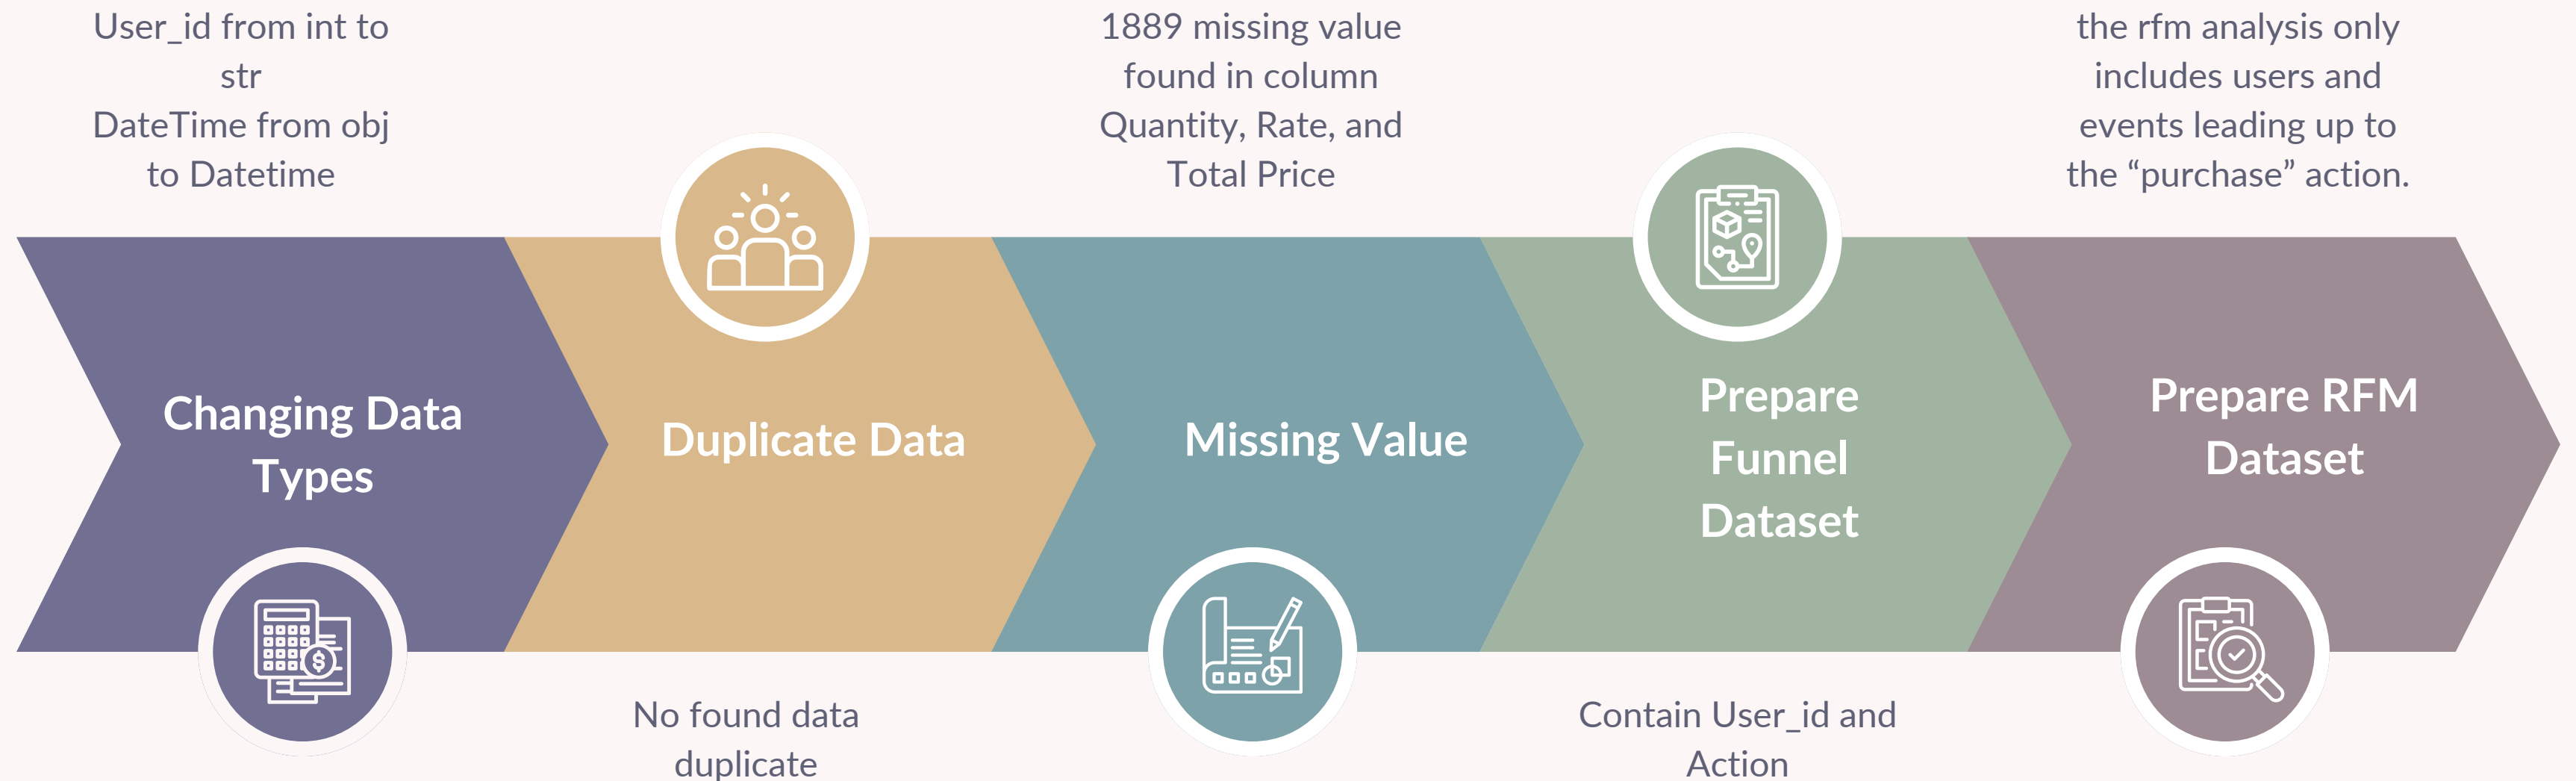 User_id from int to
str
DateTime from obj
to Datetime
1889 missing value
found in column
Quantity, Rate, and
Total Price
the rfm analysis only
includes users and
events leading up to
the “purchase” action.
Changing Data
Types
Duplicate Data
Missing Value
Prepare
Funnel
Dataset
Prepare RFM
Dataset
$
No found data
duplicate
Contain User_id and
Action